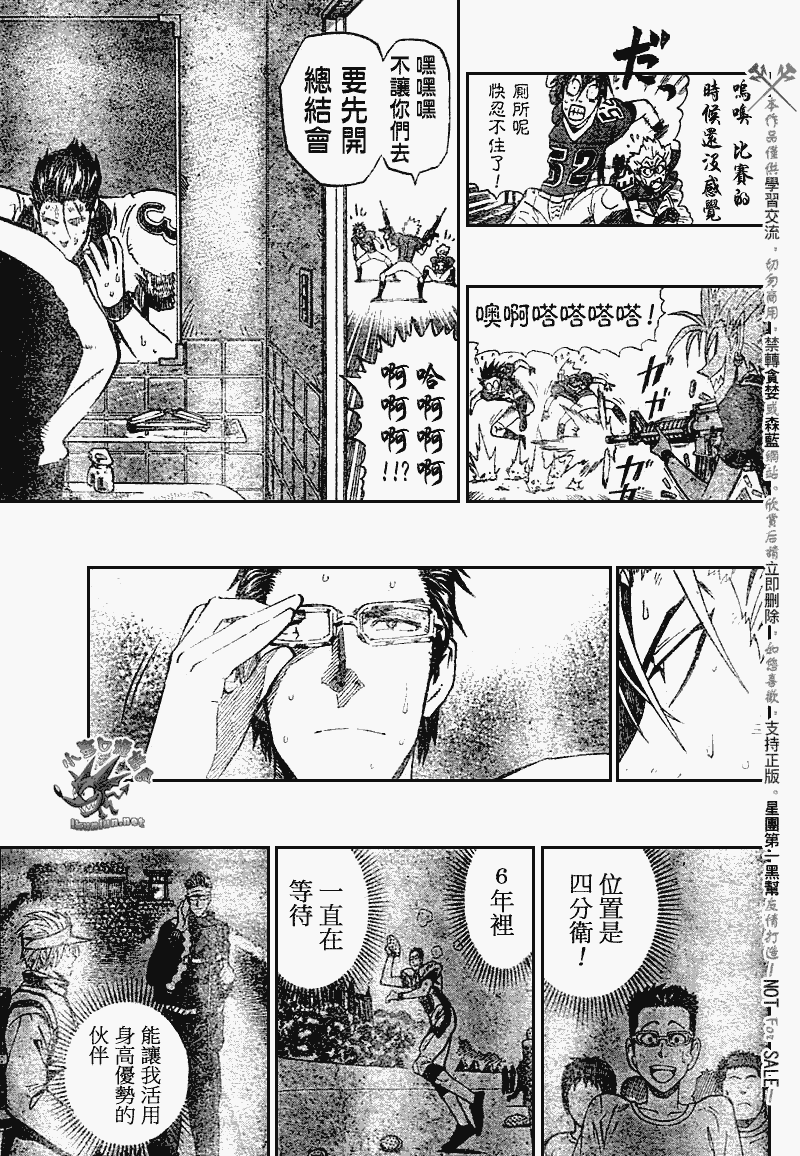 嗚噢 比賽的
時候還沒感覺
廁所呢
快忍不住了!
だっ
噢啊嗒嗒嗒嗒!
ガガ
ガガ
嘿嘿嘿
不讓你們去
要先開
總結會
哈啊啊啊
啊啊啊!!?
位置是
四分衛!
6年裡
一直在
等待
能讓我活用
身高優勢的
伙伴
52
本作品僅供學習交流,切勿商用,禁轉貪婪或森藍網站。欣賞后請立即刪除,如您喜歡,支持正版。星團第
黑幫友情打造!NOT For SALE!